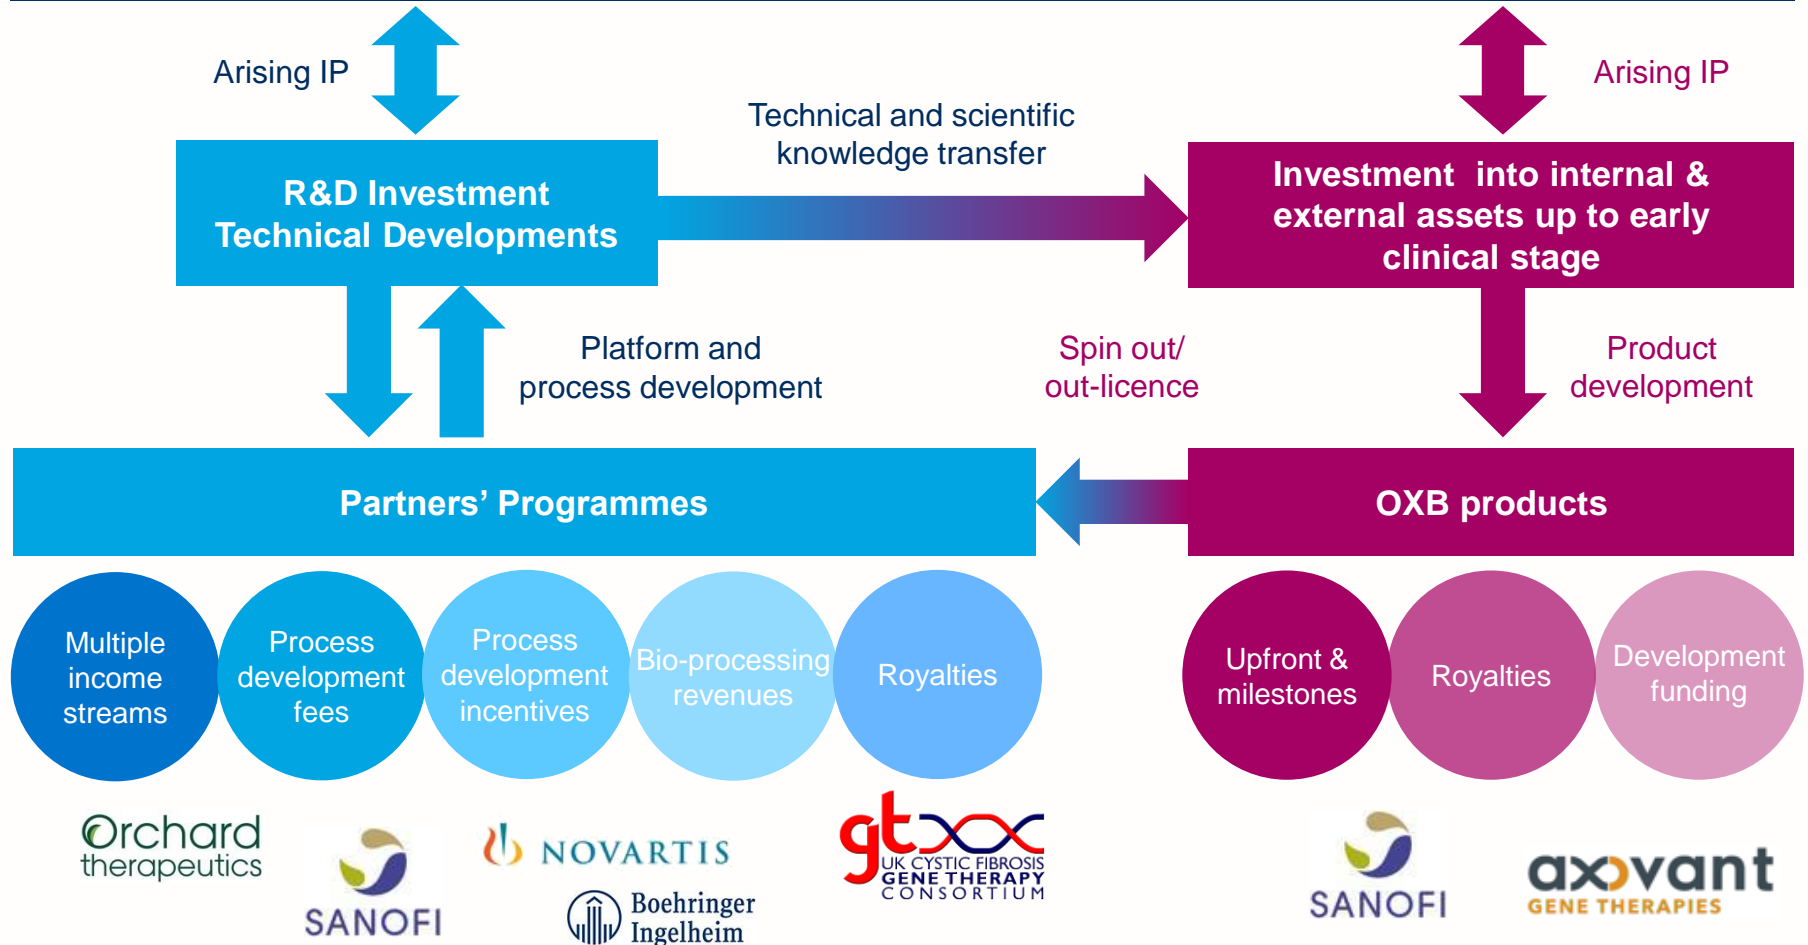 Arising IP
Arising IP
Technical and scientific
knowledge transfer
R&D Investment
Technical Developments
Investment into internal &
external assets up to early
clinical stage
Platform and
process development
Spin out/
out-licence
Product
development
Partners' Programmes
OXB products
Multiple
income
streams
Process
development
fees
Process
development
incentives
Bio-processing
revenues
Royalties
Upfront &
milestones
Royalties
Development
funding
Orchard
therapeutics
SANOFI
NOVARTIS
Boehringer
Ingelheim
gt
UK CYSTIC FIBROSIS
GENE THERAPY
CONSORTIUM
SANOFI
axovant
GENE THERAPIES